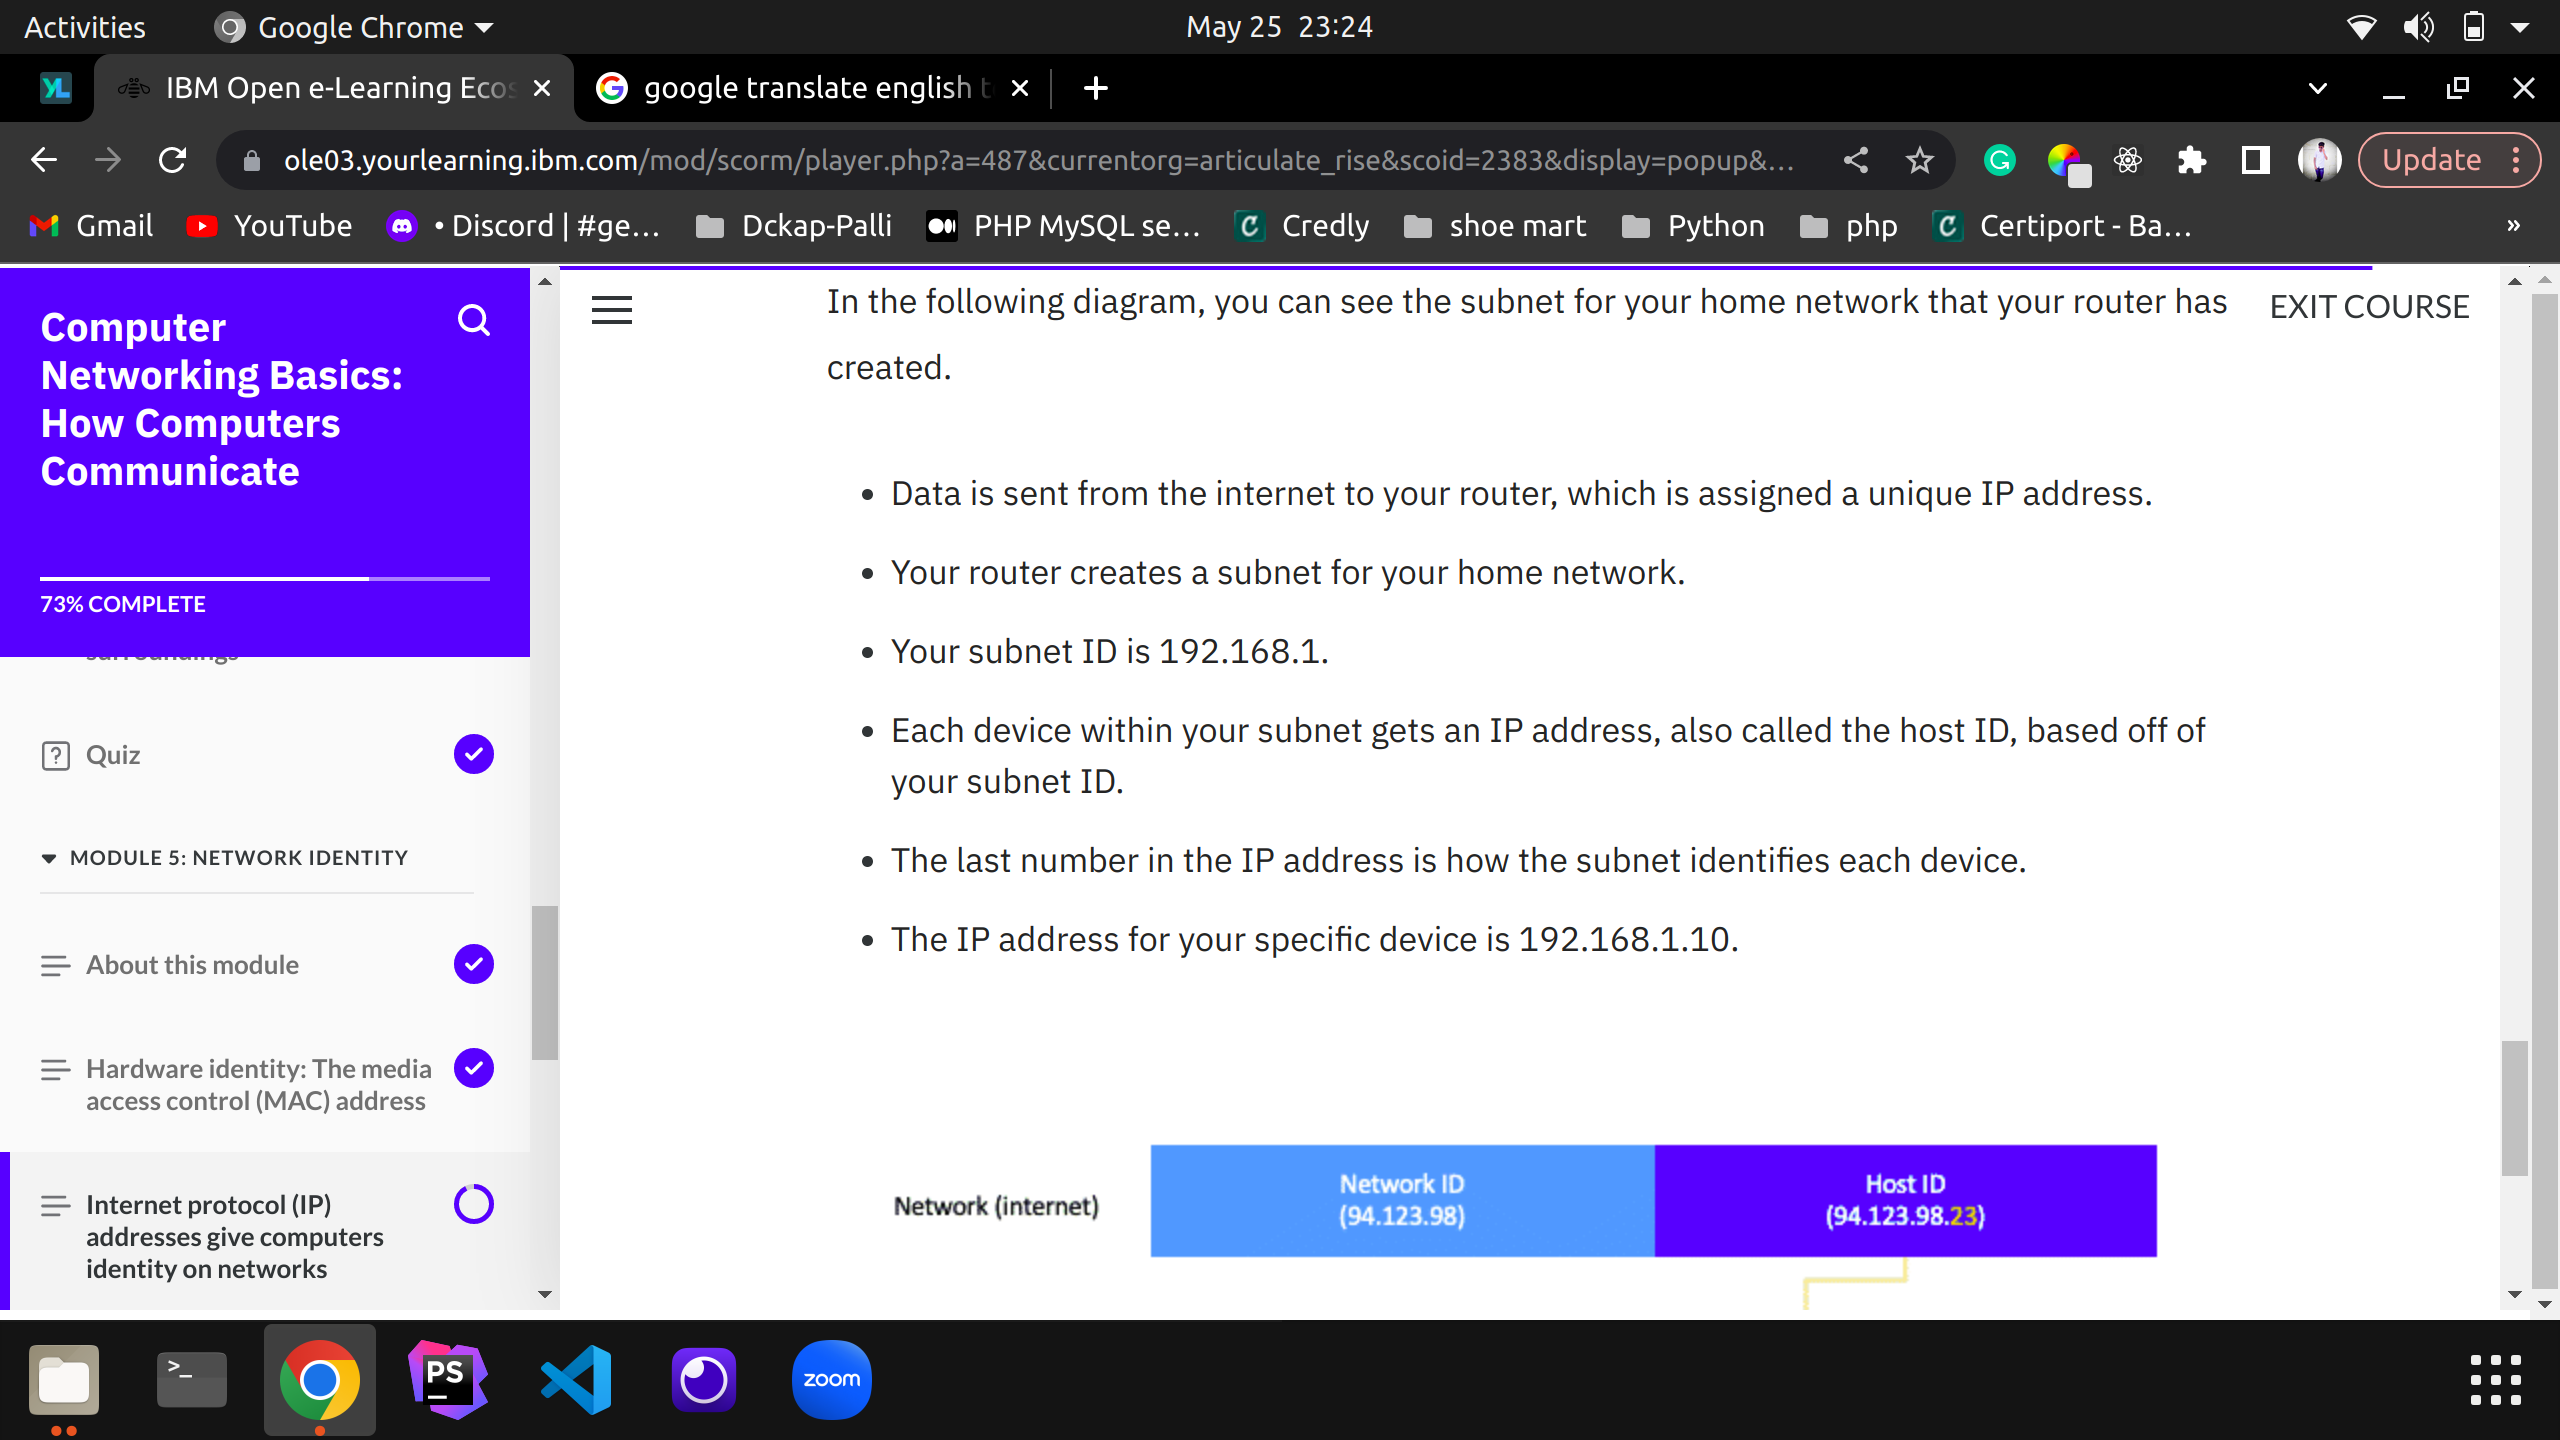 Activities
Google Chrome
May 25 23:24
YL
IBM Open e-Learning Ecos
google translate english t
ole03.yourlearning.ibm.com/mod/scorm/player.php?a=487&currentorg=articulate_rise&scoid=2383&display=popup&…
Update
Gmail
YouTube
• Discord | #ge…
Dckap-Palli
PHP MySQL se…
Credly
shoe mart
Python
php
Certiport - Ba…
»
Computer
Networking Basics:
How Computers
Communicate
73% COMPLETE
surroundings
Quiz
MODULE 5: NETWORK IDENTITY
About this module
Hardware identity: The media
access control (MAC) address
Internet protocol (IP)
addresses give computers
identity on networks
EXIT COURSE
In the following diagram, you can see the subnet for your home network that your router has
created.
• Data is sent from the internet to your router, which is assigned a unique IP address.
• Your router creates a subnet for your home network.
• Your subnet ID is 192.168.1.
• Each device within your subnet gets an IP address, also called the host ID, based off of
your subnet ID.
• The last number in the IP address is how the subnet identifies each device.
• The IP address for your specific device is 192.168.1.10.
Network (internet)
Network ID
(94.123.98)
Host ID
(94.123.98.23)
>_
PS
zoom